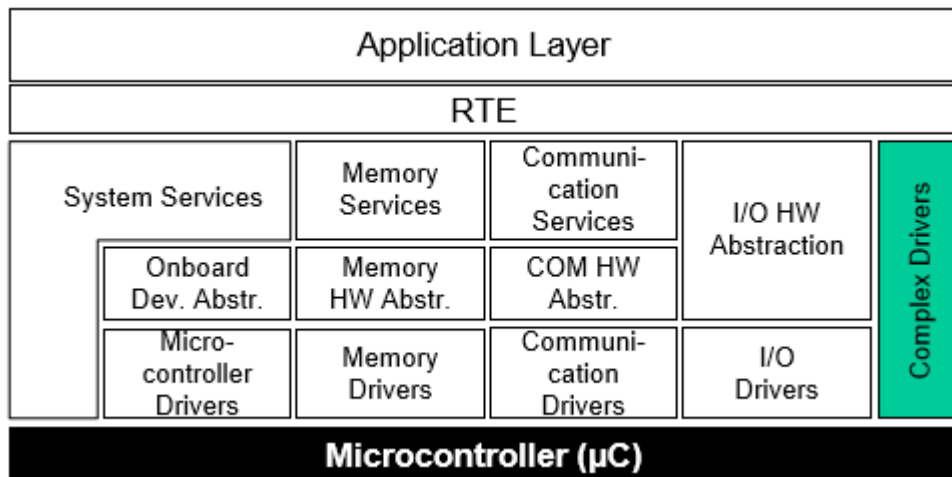 Application Layer
RTE
System Services
Memory
Services
Communi-
cation
Services
I/O HW
Abstraction
Complex Drivers
Onboard
Dev. Abstr.
Memory
HW Abstr.
COM HW
Abstr.
Micro-
controller
Drivers
Memory
Drivers
Communi-
cation
Drivers
I/O
Drivers
Microcontroller (µC)